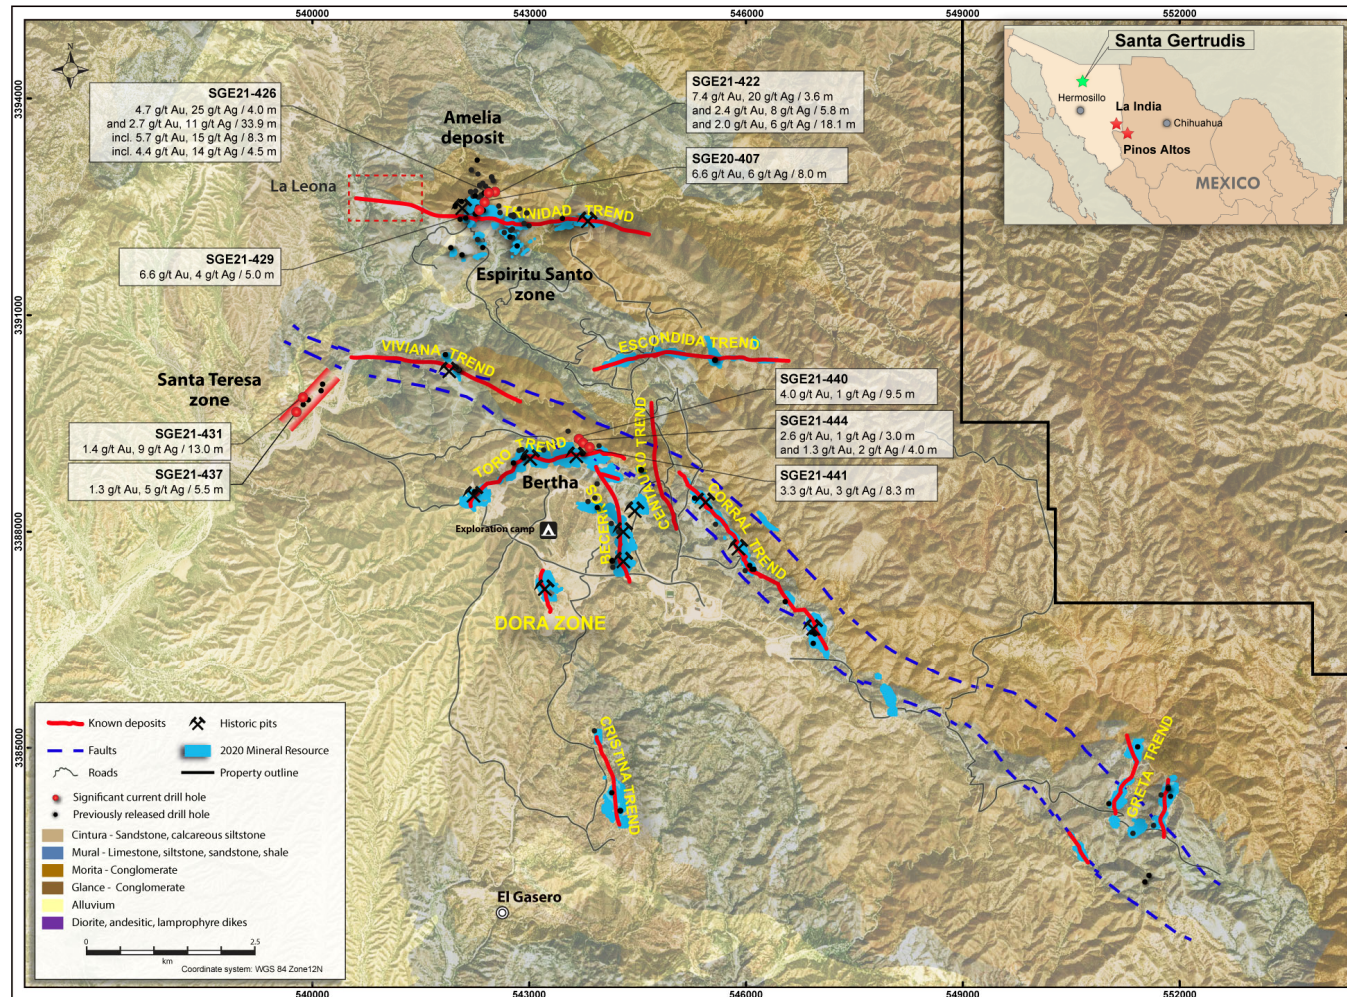 540000
543000
546000
549000
552000
3394000
3391000
3388000
3385000
N
SGE21-426
4.7 g/t Au, 25 g/t Ag / 4.0 m
and 2.7 g/t Au, 11 g/t Ag / 33.9 m
incl. 5.7 g/t Au, 15 g/t Ag / 8.3 m
incl. 4.4 g/t Au, 14 g/t Ag / 4.5 m
Amelia
deposit
SGE21-422
7.4 g/t Au, 20 g/t Ag / 3.6 m
and 2.4 g/t Au, 8 g/t Ag / 5.8 m
and 2.0 g/t Au, 6 g/t Ag / 18.1 m
SGE20-407
6.6 g/t Au, 6 g/t Ag / 8.0 m
Santa Gertrudis
Hermosillo
La India
Chihuahua
Pinos Altos
MEXICO
La Leona
TRINIDAD TREND
SGE21-429
6.6 g/t Au, 4 g/t Ag / 5.0 m
Espiritu Santo
zone
VIVIANA TREND
ESCONDIDA TREND
Santa Teresa
zone
SGE21-440
4.0 g/t Au, 1 g/t Ag / 9.5 m
SGE21-444
2.6 g/t Au, 1 g/t Ag / 3.0 m
and 1.3 g/t Au, 2 g/t Ag / 4.0 m
SGE21-441
3.3 g/t Au, 3 g/t Ag / 8.3 m
SGE21-431
1.4 g/t Au, 9 g/t Ag / 13.0 m
SGE21-437
1.3 g/t Au, 5 g/t Ag / 5.5 m
TORO TREND
Bertha
BECERROS
CENTAURO TREND
CORRAL TREND
Exploration camp
DORA ZONE
CRISTINA TREND
GRETA TREND
El Gasero
Known deposits
Historic pits
Faults
2020 Mineral Resource
Roads
Property outline
Significant current drill hole
Previously released drill hole
Cintura - Sandstone, calcareous siltstone
Mural - Limestone, siltstone, sandstone, shale
Morita - Conglomerate
Glance - Conglomerate
Alluvium
Diorite, andesitic, lamprophyre dikes
0
2.5
km
Coordinate system: WGS 84 Zone12N
540000
543000
546000
549000
552000